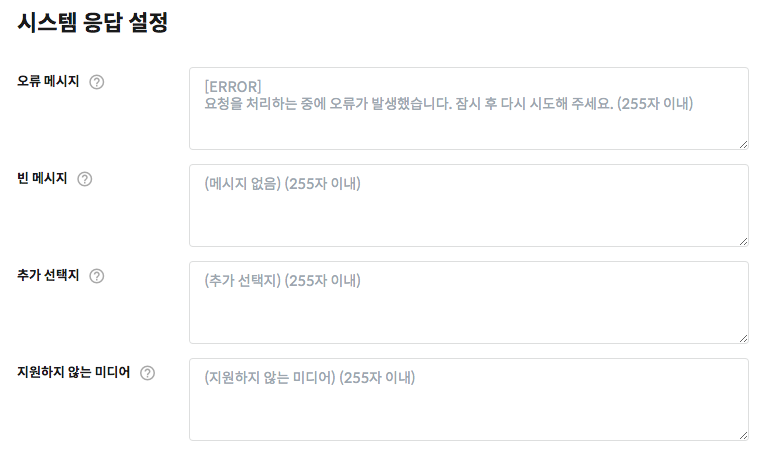 시스템 응답 설정
오류 메시지 ?
[ERROR]
요청을 처리하는 중에 오류가 발생했습니다. 잠시 후 다시 시도해 주세요. (255자 이내)
빈 메시지 ?
(메시지 없음) (255자 이내)
추가 선택지 ?
(추가 선택지) (255자 이내)
지원하지 않는 미디어 ?
(지원하지 않는 미디어) (255자 이내)